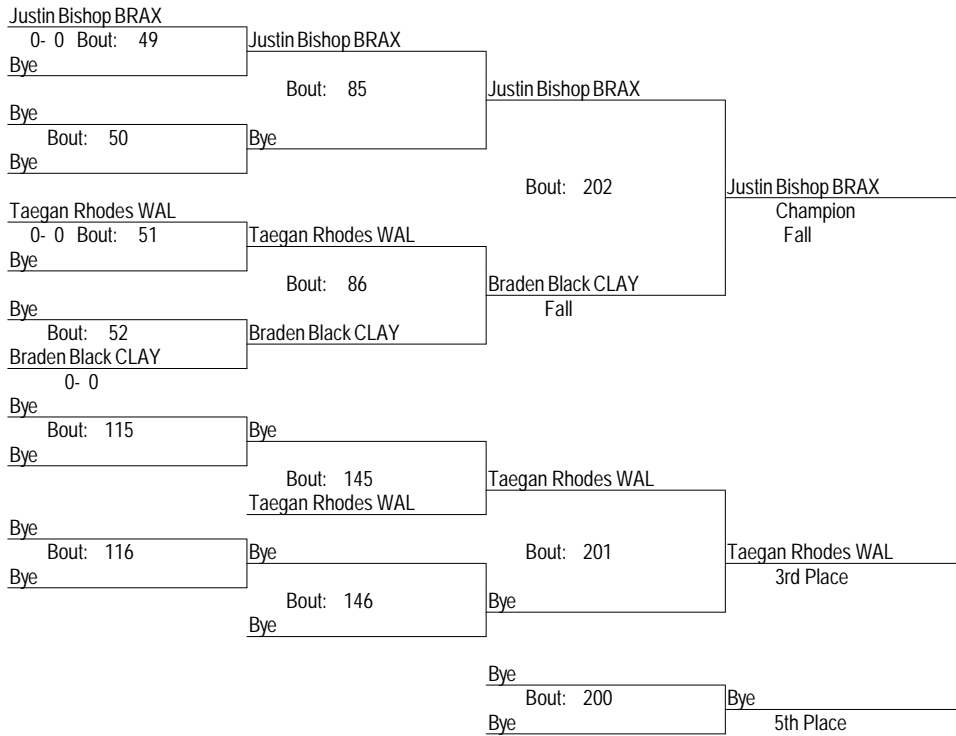 Justin Bishop BRAX
0- 0 Bout: 49
Bye
Justin Bishop BRAX
Bout: 85
Justin Bishop BRAX
Bye
Bout: 50
Bye
Bye
Bout: 202
Justin Bishop BRAX
Champion
Fall
Taegan Rhodes WAL
0- 0 Bout: 51
Bye
Taegan Rhodes WAL
Bout: 86
Braden Black CLAY
Fall
Bye
Bout: 52
Braden Black CLAY
0- 0
Braden Black CLAY
Bye
Bout: 115
Bye
Bye
Bout: 145
Taegan Rhodes WAL
Taegan Rhodes WAL
Bye
Bout: 116
Bye
Bye
Bout: 201
Taegan Rhodes WAL
3rd Place
Bout: 146
Bye
Bye
Bye
Bout: 200
Bye
Bye
5th Place